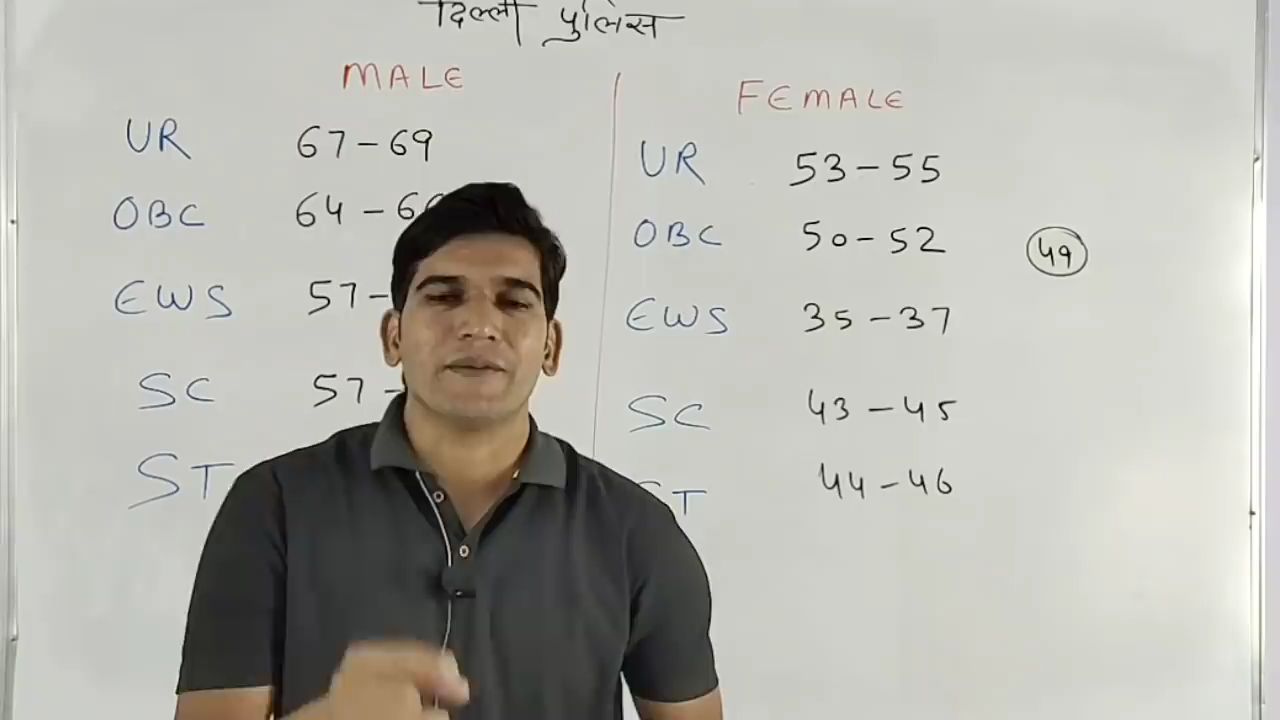 दिल्ली पुलिस
MALE
UR 67-69
OBC 64-6
EWS 57-
SC 57-
ST
FEMALE
UR 53-55
OBC 50-52 49
EWS 35-37
SC 43-45
ST 44-46